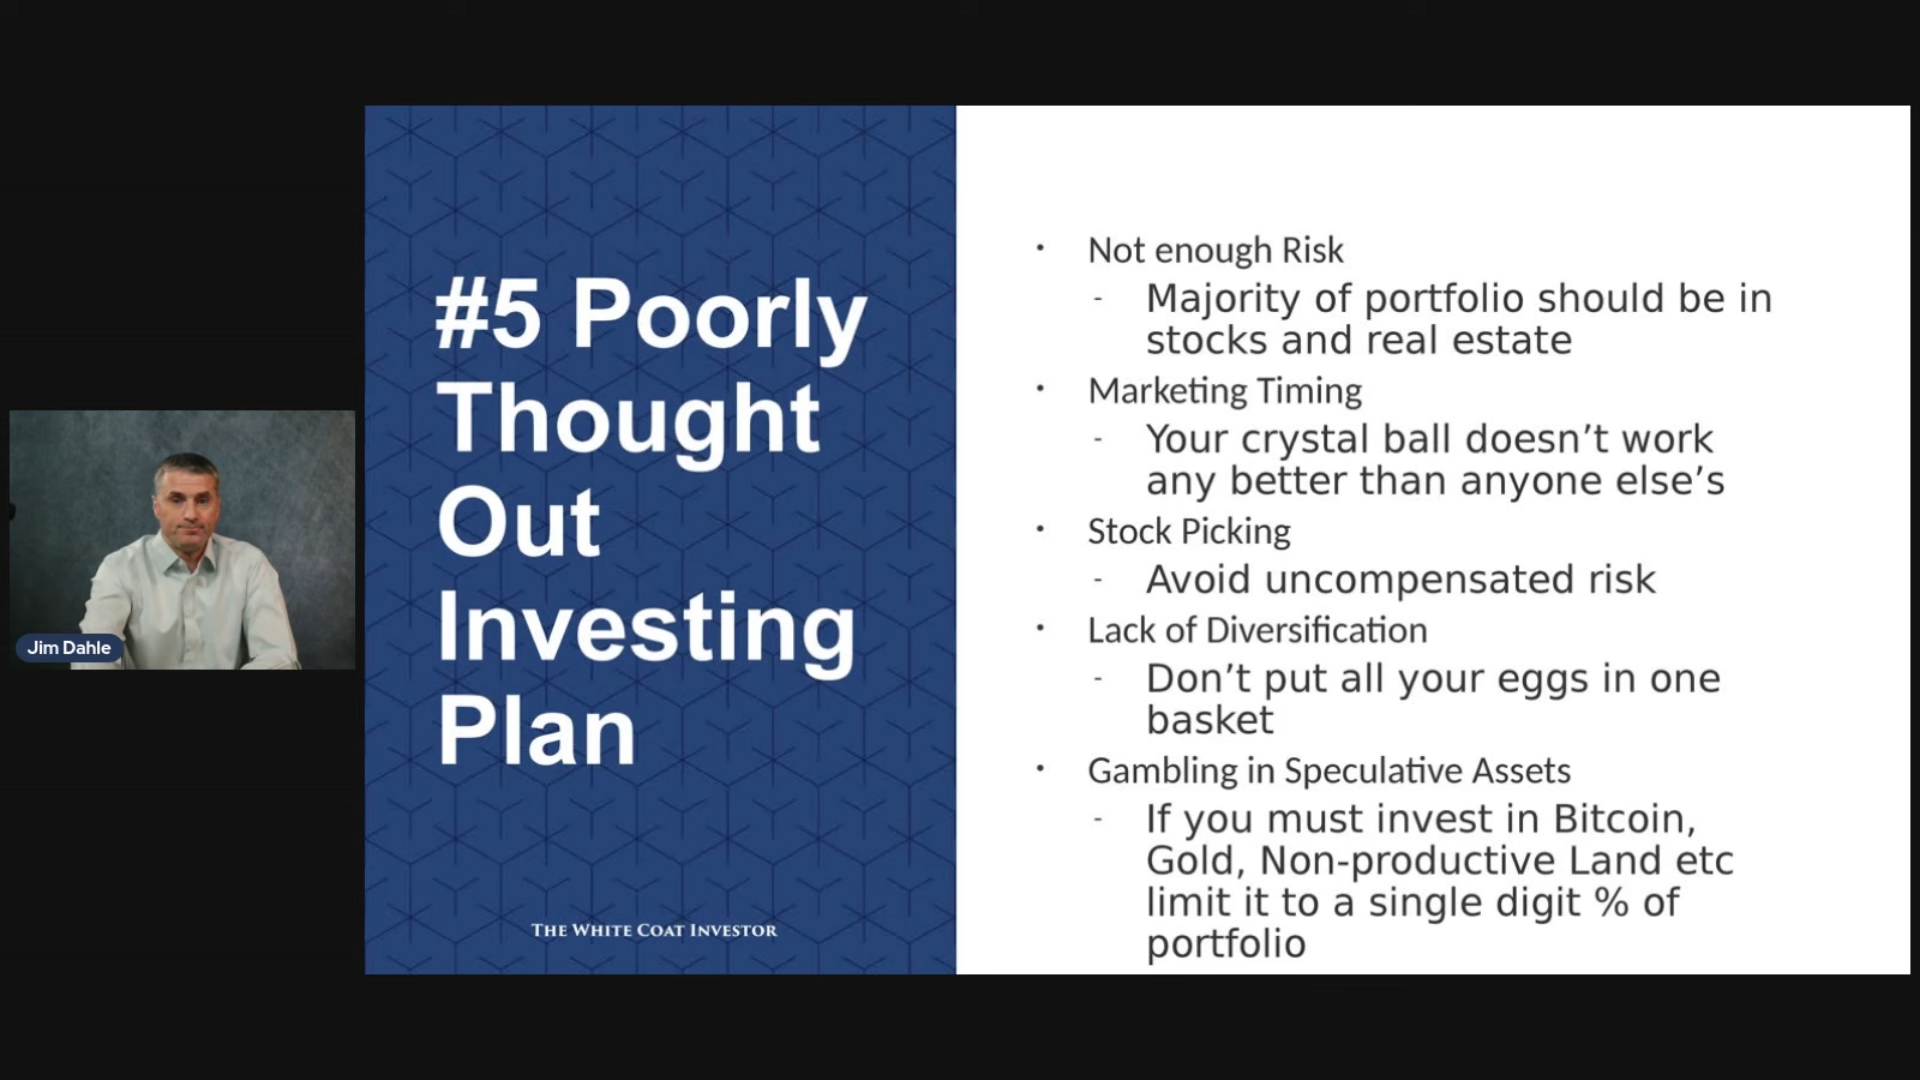 #5 Poorly
Thought
Out
Investing
Plan
THE WHITE COAT INVESTOR
• Not enough Risk
- Majority of portfolio should be in
stocks and real estate
• Marketing Timing
- Your crystal ball doesn’t work
any better than anyone else’s
• Stock Picking
- Avoid uncompensated risk
• Lack of Diversification
- Don’t put all your eggs in one
basket
• Gambling in Speculative Assets
- If you must invest in Bitcoin,
Gold, Non-productive Land etc
limit it to a single digit % of
portfolio
Jim Dahle